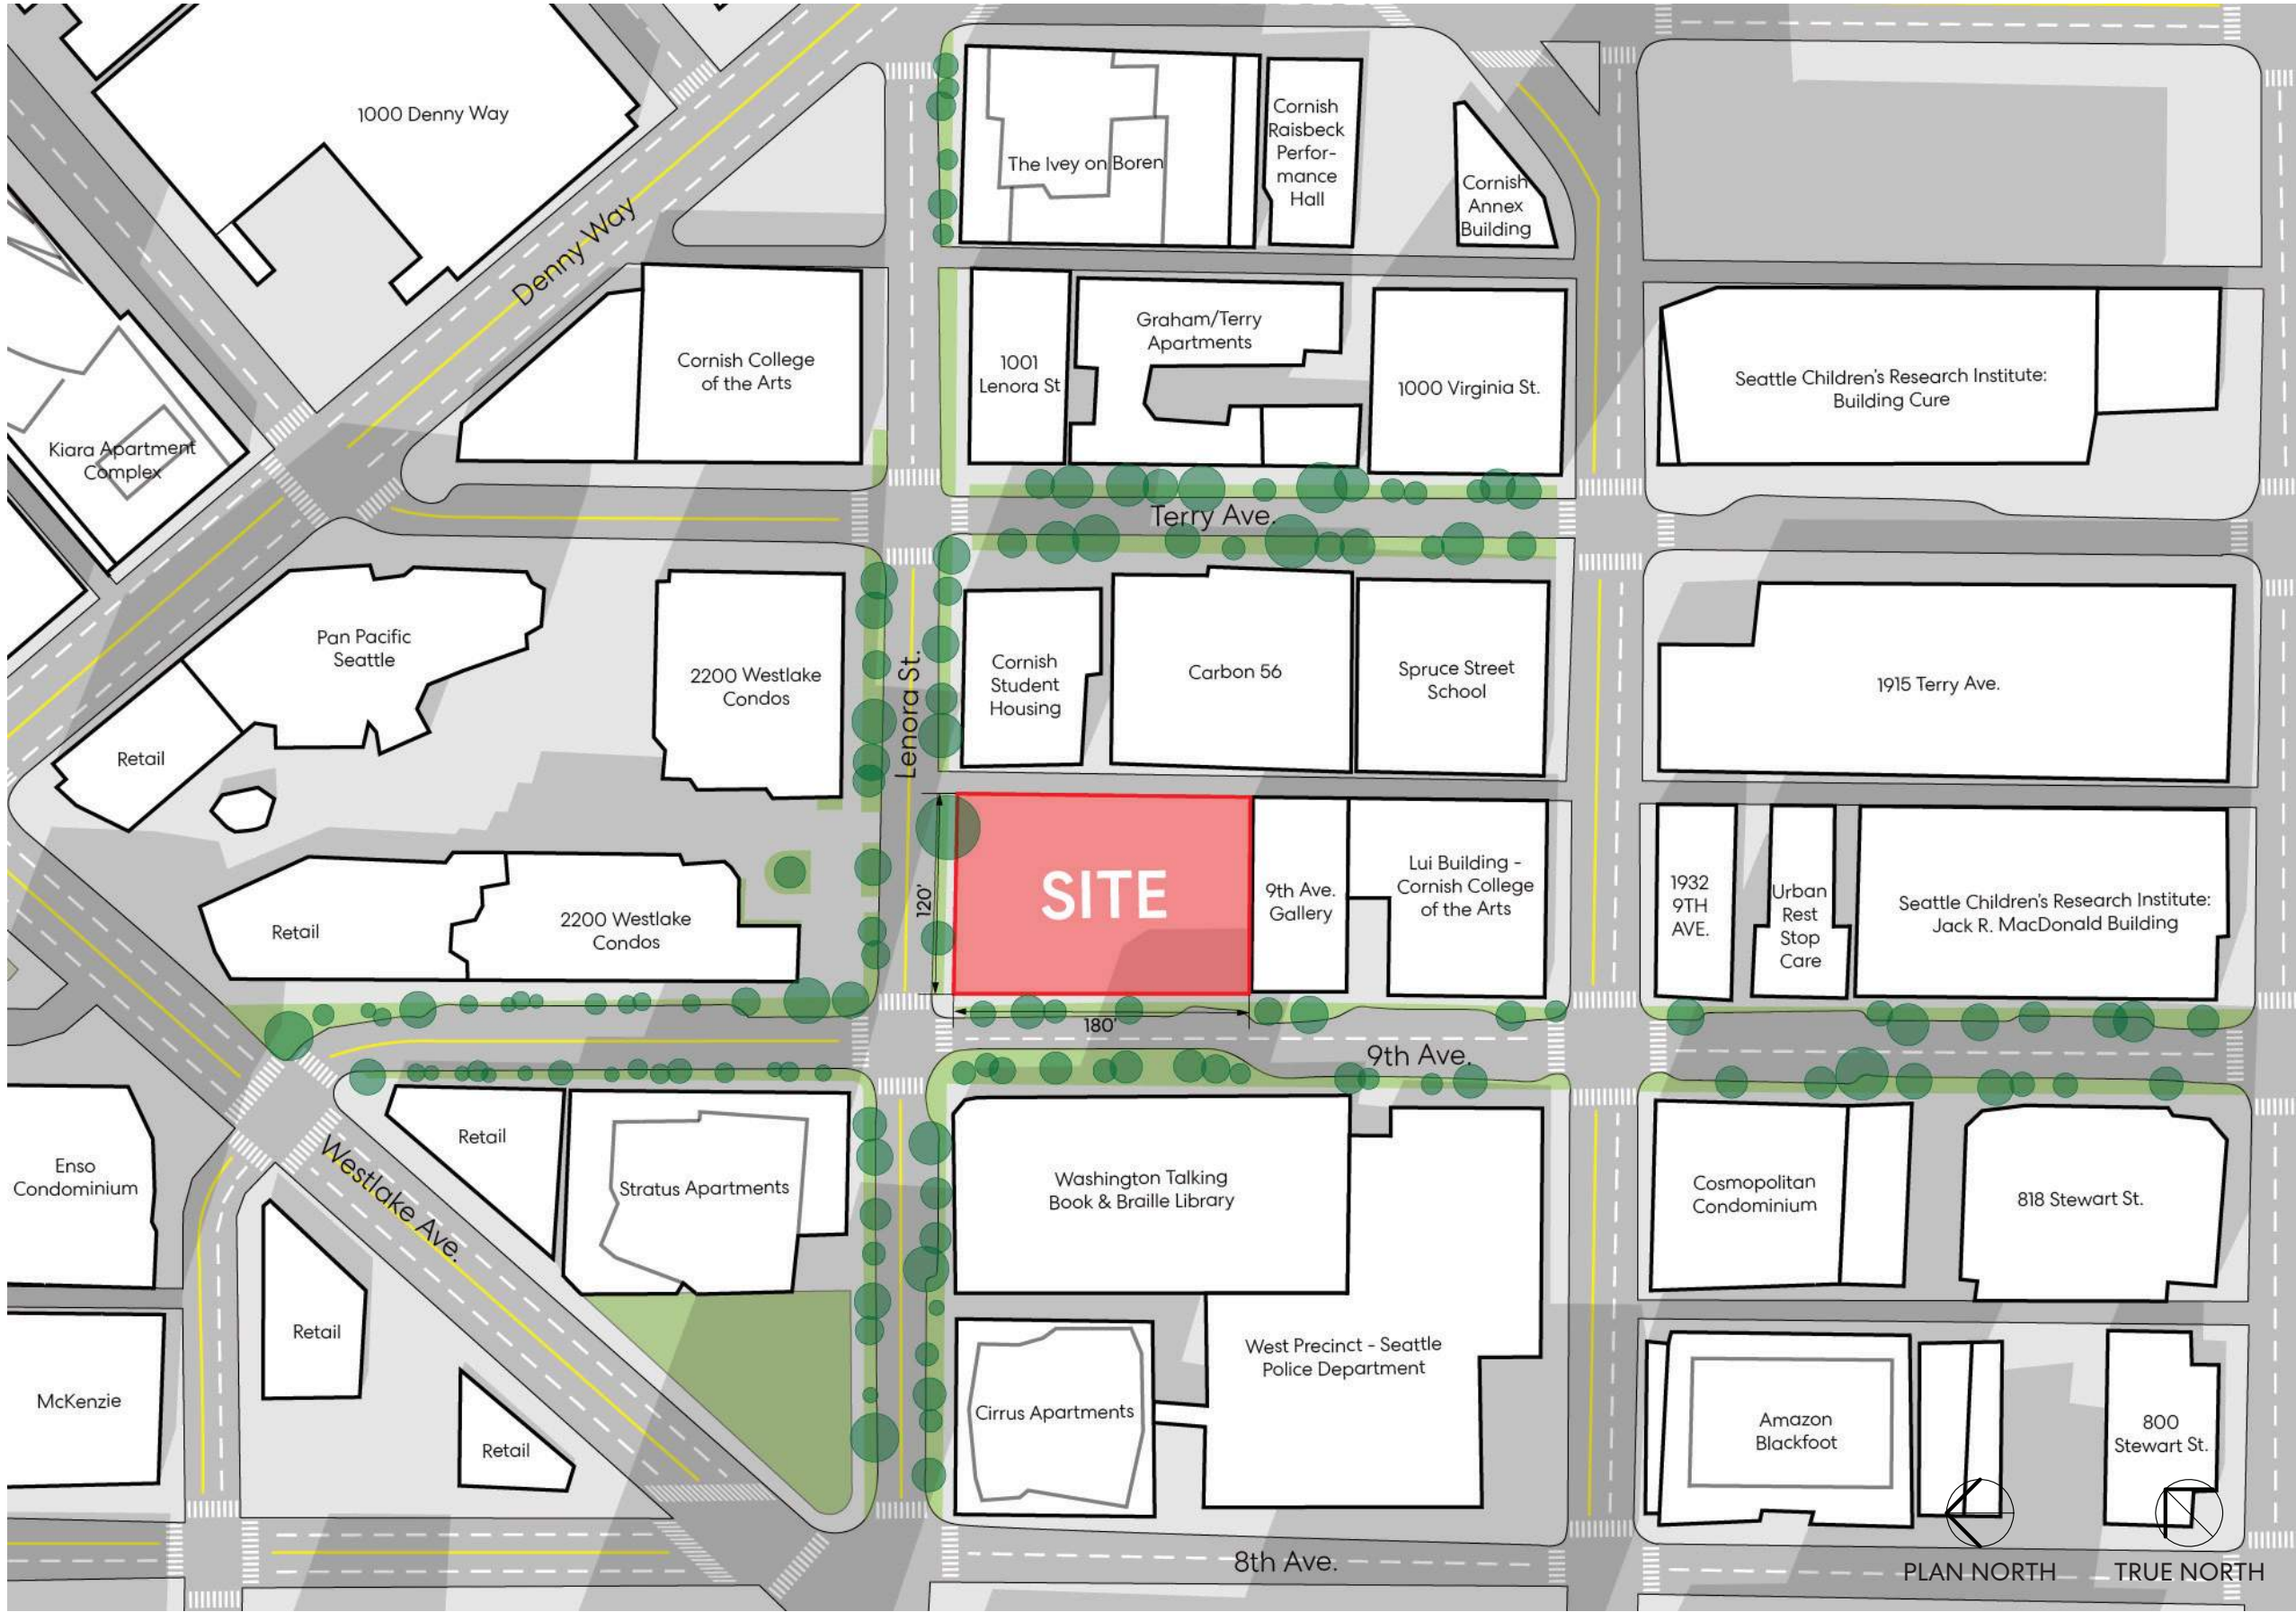 1000 Denny Way
The Ivey on Boren
Cornish
Raisbeck
Perfor-
mance
Hall
Cornish
Annex
Building
Denny Way
Kiara Apartment
Complex
Cornish College
of the Arts
1001
Lenora St
Graham/Terry
Apartments
1000 Virginia St.
Seattle Children's Research Institute:
Building Cure
Terry Ave.
Pan Pacific
Seattle
Retail
2200 Westlake
Condos
Lenora St.
Cornish
Student
Housing
Carbon 56
Spruce Street
School
1915 Terry Ave.
Retail
2200 Westlake
Condos
120'
SITE
180'
9th Ave.
Gallery
Lui Building -
Cornish College
of the Arts
1932
9TH
AVE.
Urban
Rest
Stop
Care
Seattle Children's Research Institute:
Jack R. MacDonald Building
9th Ave.
Enso
Condominium
Westlake Ave.
Retail
Stratus Apartments
Washington Talking
Book & Braille Library
Cosmopolitan
Condominium
818 Stewart St.
McKenzie
Retail
Retail
Cirrus Apartments
West Precinct - Seattle
Police Department
Amazon
Blackfoot
800
Stewart St.
8th Ave.
PLAN NORTH
TRUE NORTH